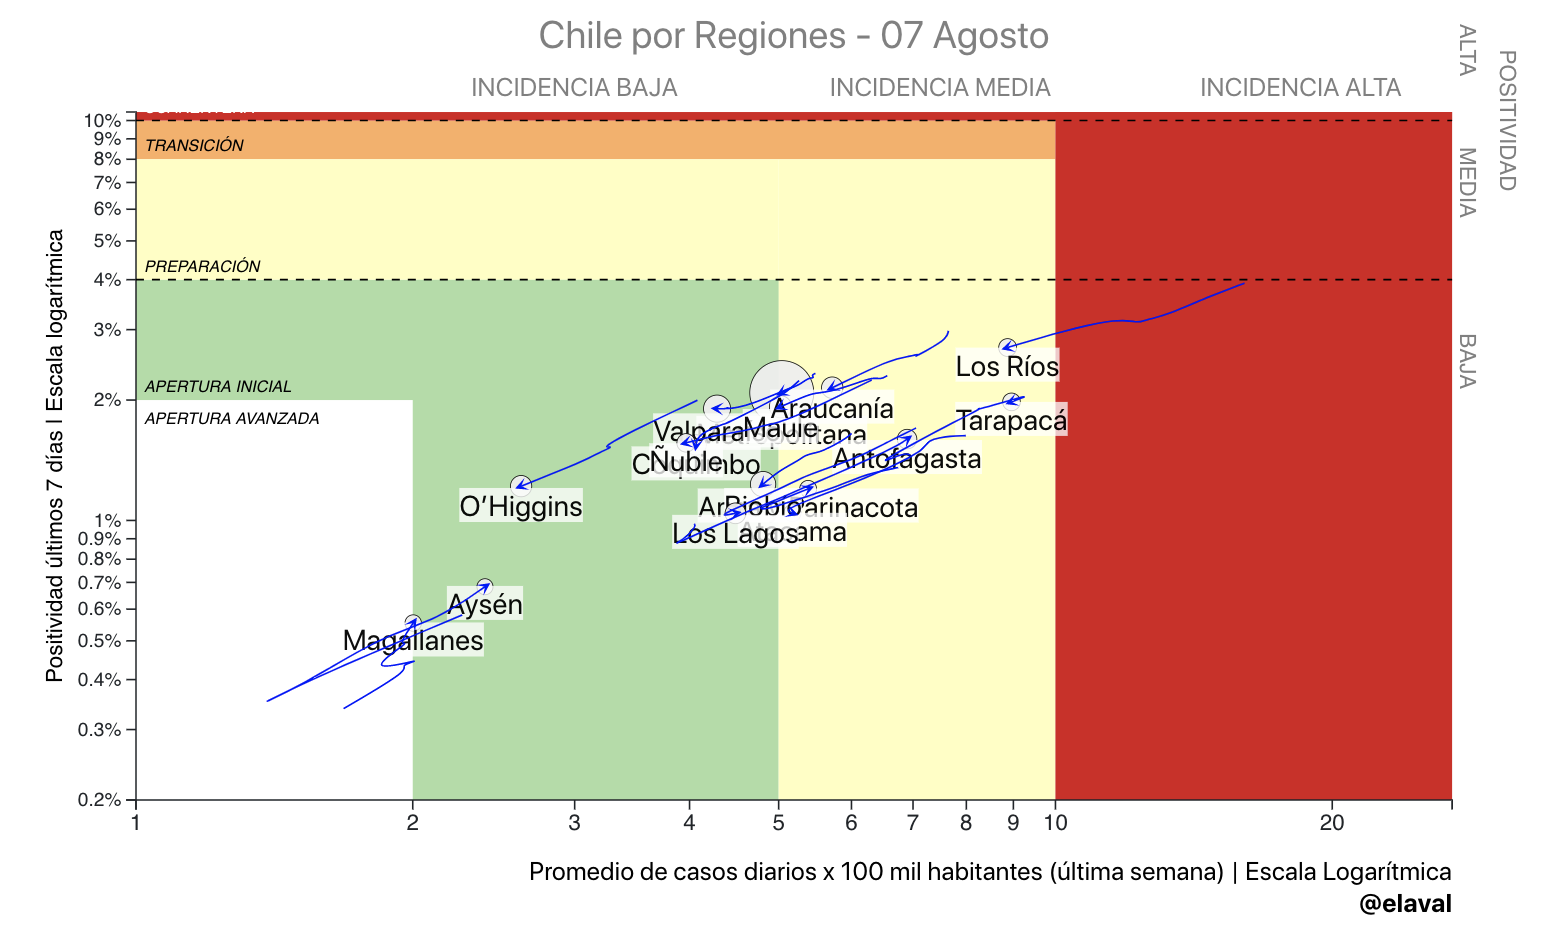 Chile por Regiones - 07 Agosto
INCIDENCIA BAJA
INCIDENCIA MEDIA
INCIDENCIA ALTA
ALTA
MEDIA
BAJA
POSITIVIDAD
10%
9%
8%
7%
6%
5%
4%
3%
2%
1%
0.9%
0.8%
0.7%
0.6%
0.5%
0.4%
0.3%
0.2%
Positividad últimos 7 días | Escala logarítmica
TRANSICIÓN
PREPARACIÓN
APERTURA INICIAL
APERTURA AVANZADA
Los Ríos
Araucanía
Tarapacá
Maule
Antofagasta
Ñuble
O'Higgins
Biobío
Los Lagos
Aysén
Magallanes
1
2
3
4
5
6
7
8
9
10
20
Promedio de casos diarios x 100 mil habitantes (última semana) | Escala Logarítmica
@elaval